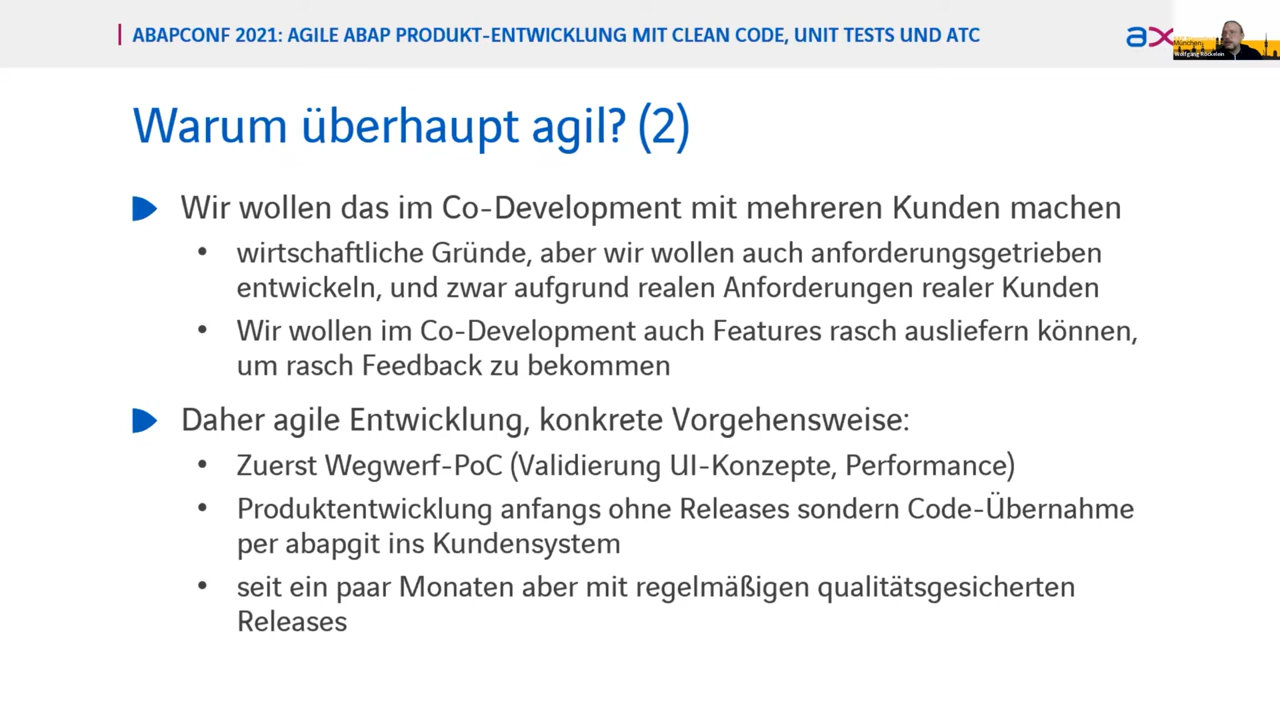 ABAPCONF 2021: AGILE ABAP PRODUKT-ENTWICKLUNG MIT CLEAN CODE, UNIT TESTS UND ATC
ax
München
Wolfgang Röckelein
Warum überhaupt agil? (2)
Wir wollen das im Co-Development mit mehreren Kunden machen
• wirtschaftliche Gründe, aber wir wollen auch anforderungsgetrieben
entwickeln, und zwar aufgrund realen Anforderungen realer Kunden
• Wir wollen im Co-Development auch Features rasch ausliefern können,
um rasch Feedback zu bekommen
Daher agile Entwicklung, konkrete Vorgehensweise:
• Zuerst Wegwerf-PoC (Validierung UI-Konzepte, Performance)
• Produktentwicklung anfangs ohne Releases sondern Code-Übernahme
per abapgit ins Kundensystem
• seit ein paar Monaten aber mit regelmäßigen qualitätsgesicherten
Releases